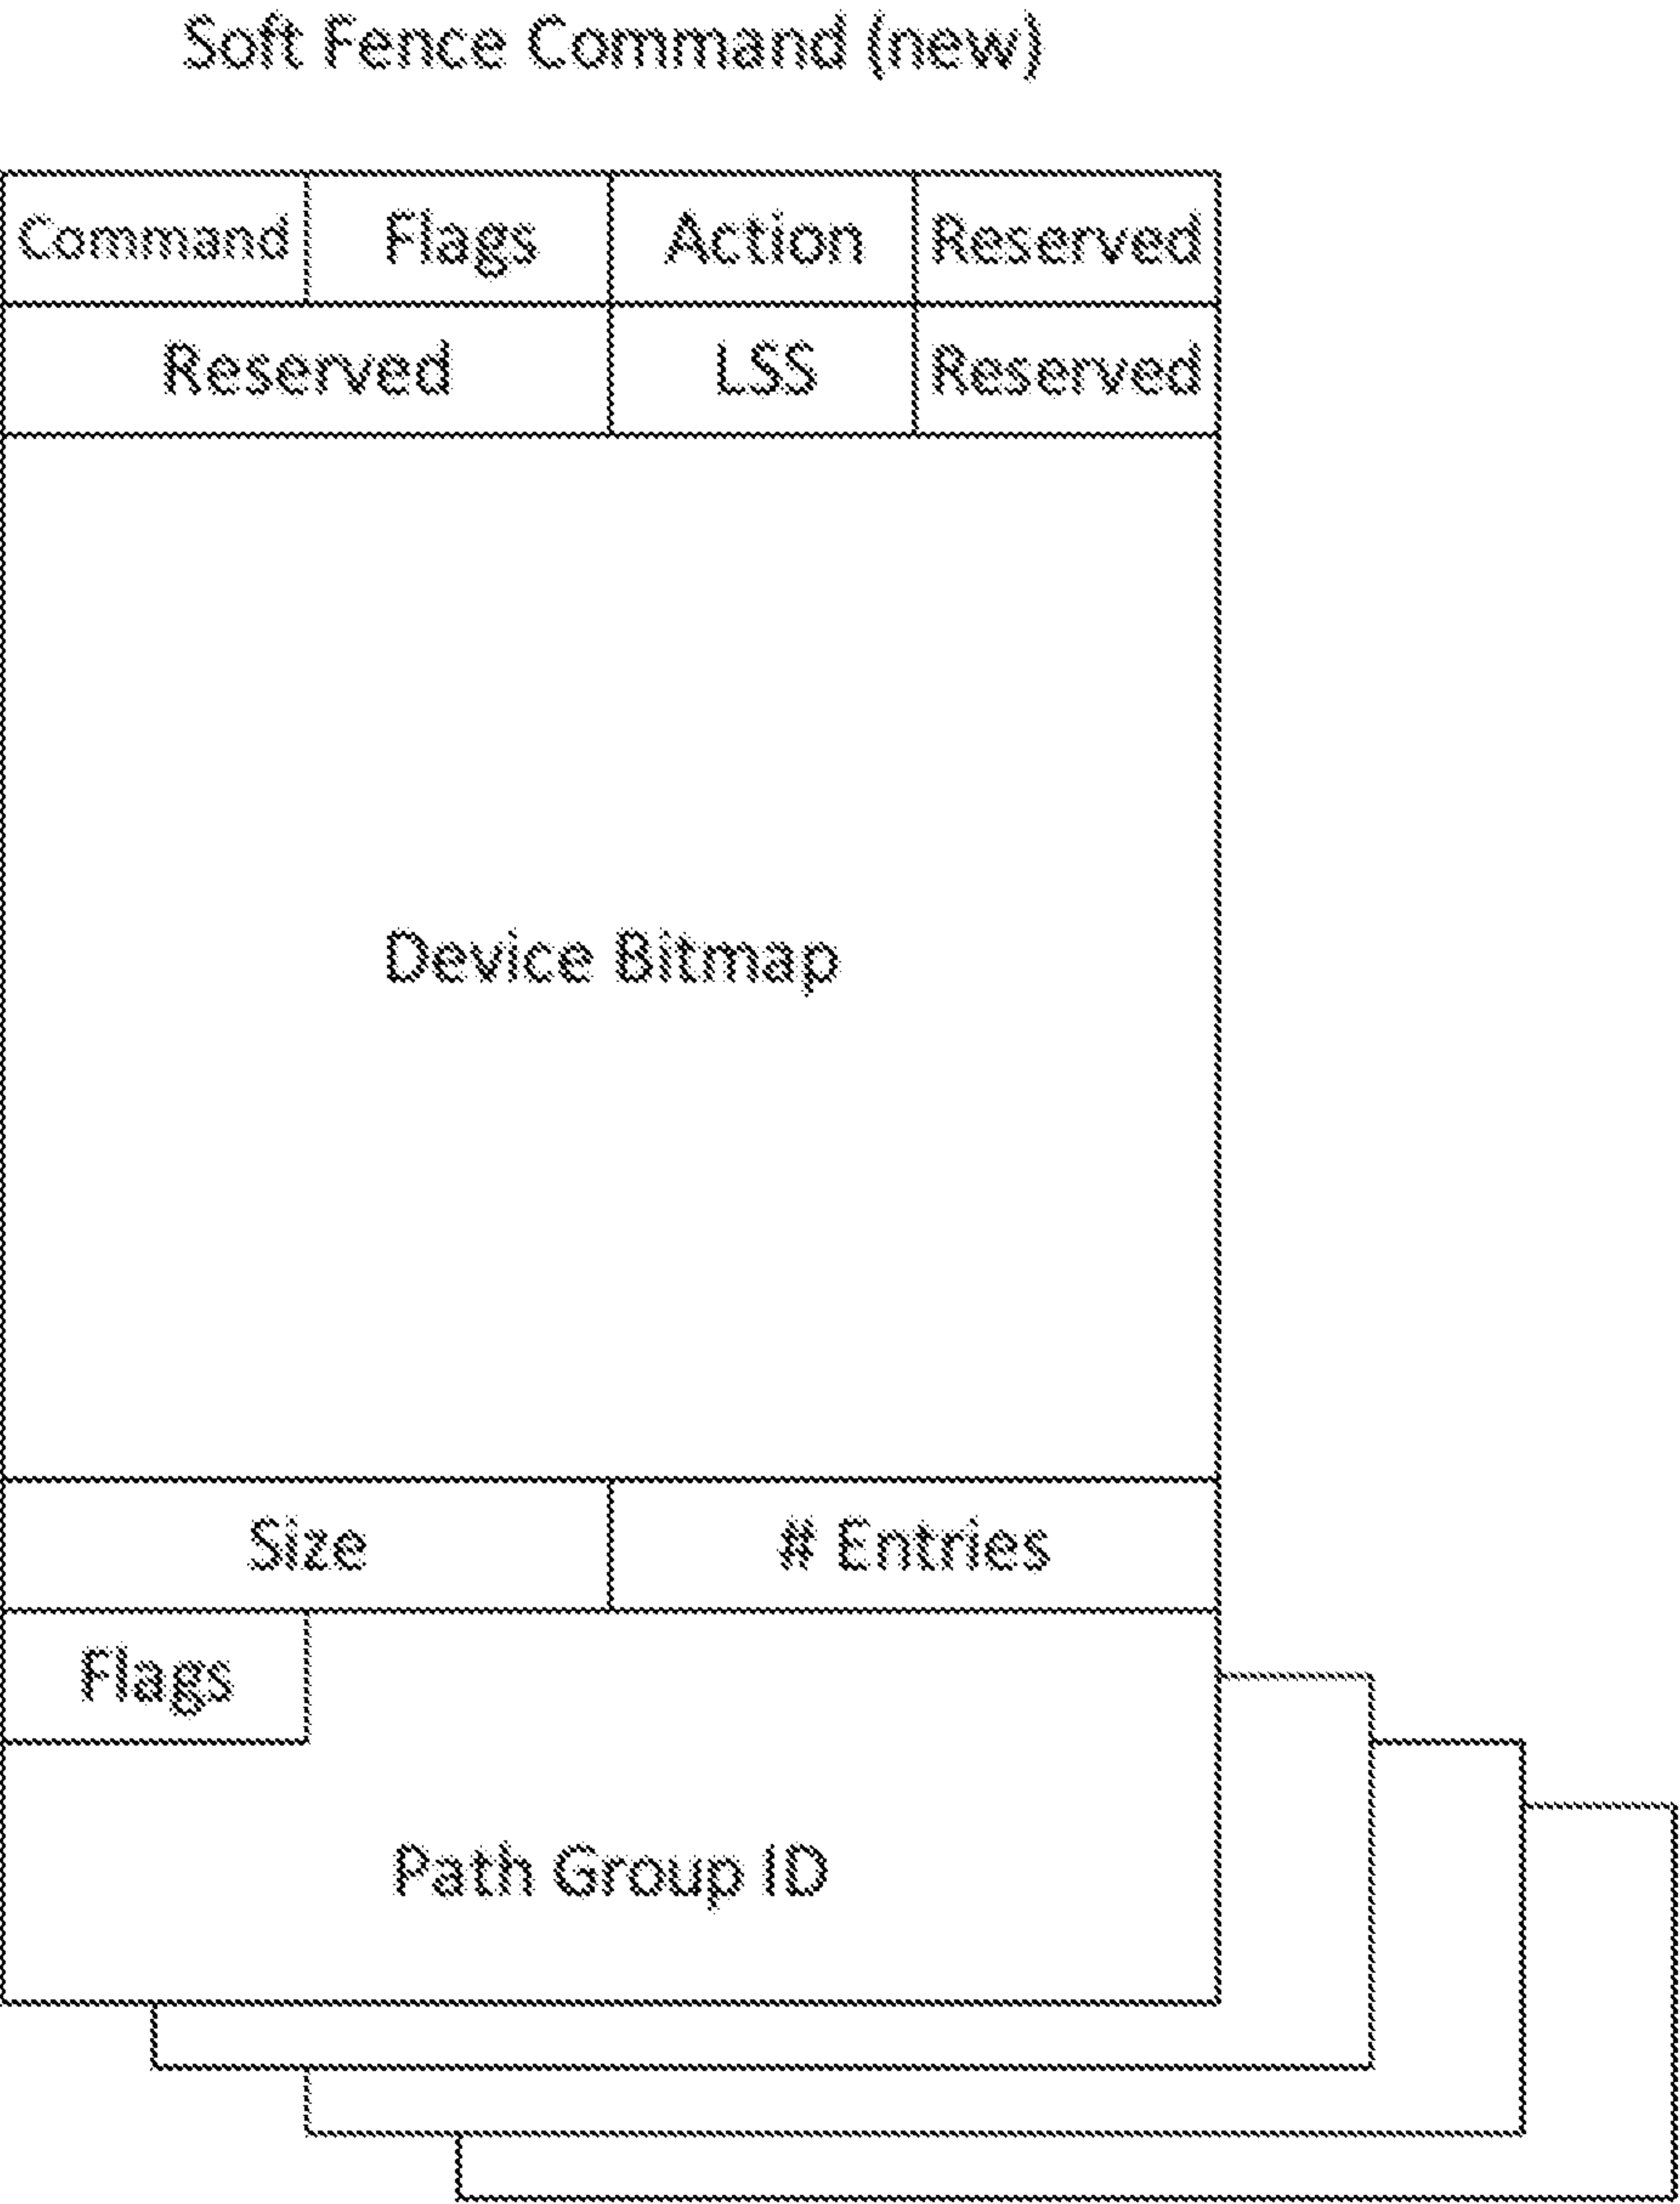 Soft Fence Command (new)
Command Flags Action Reserved
Reserved LSS Reserved
Device Bitmap
Size # Entries
Flags
Path Group ID